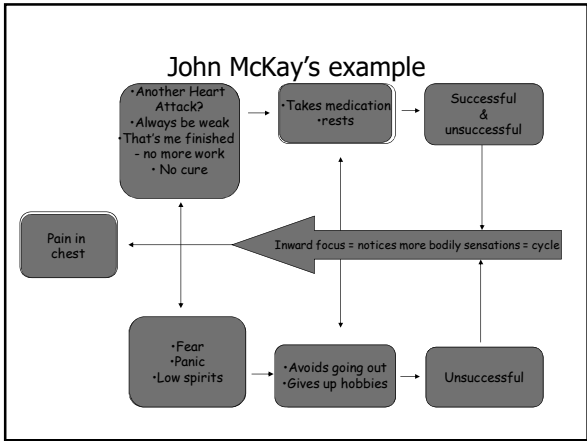 John McKay's example
•Another Heart
Attack?
•Always be weak
•That's me finished
- no more work
• No cure
•Takes medication
•rests
Successful
&
unsuccessful
Pain in
chest
Inward focus = notices more bodily sensations = cycle
•Fear
•Panic
•Low spirits
•Avoids going out
•Gives up hobbies
Unsuccessful